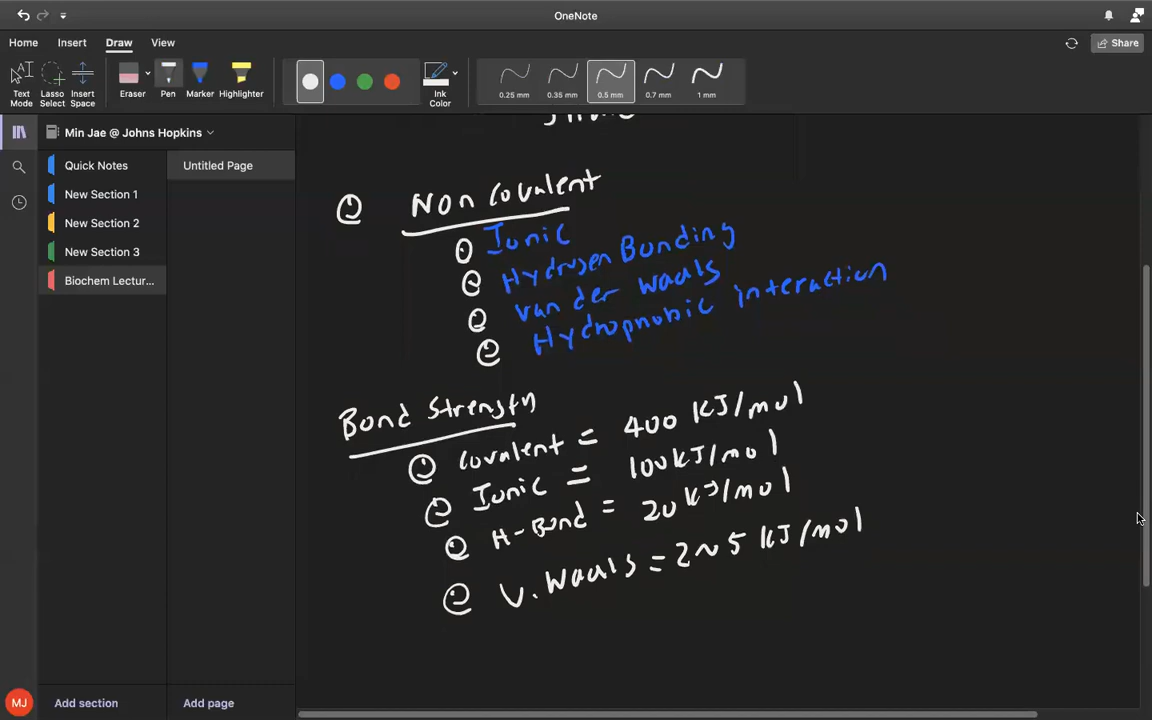 OneNote
Home Insert Draw View
Share
Text Mode
Lasso Select
Insert Space
Eraser
Pen
Marker
Highlighter
Ink Color
0.25 mm
0.35 mm
0.5 mm
0.7 mm
1 mm
Min Jae @ Johns Hopkins
Quick Notes
New Section 1
New Section 2
New Section 3
Biochem Lectur...
Untitled Page
Non Covalent
Ionic
Hydrogen Bonding
van der Waals
Hydrophobic interaction
Bond Strength
Covalent = 400 KJ/mol
Ionic = 100 KJ/mol
H-Bond = 20 KJ/mol
V. Waals = 2~5 KJ/mol
MJ
Add section
Add page